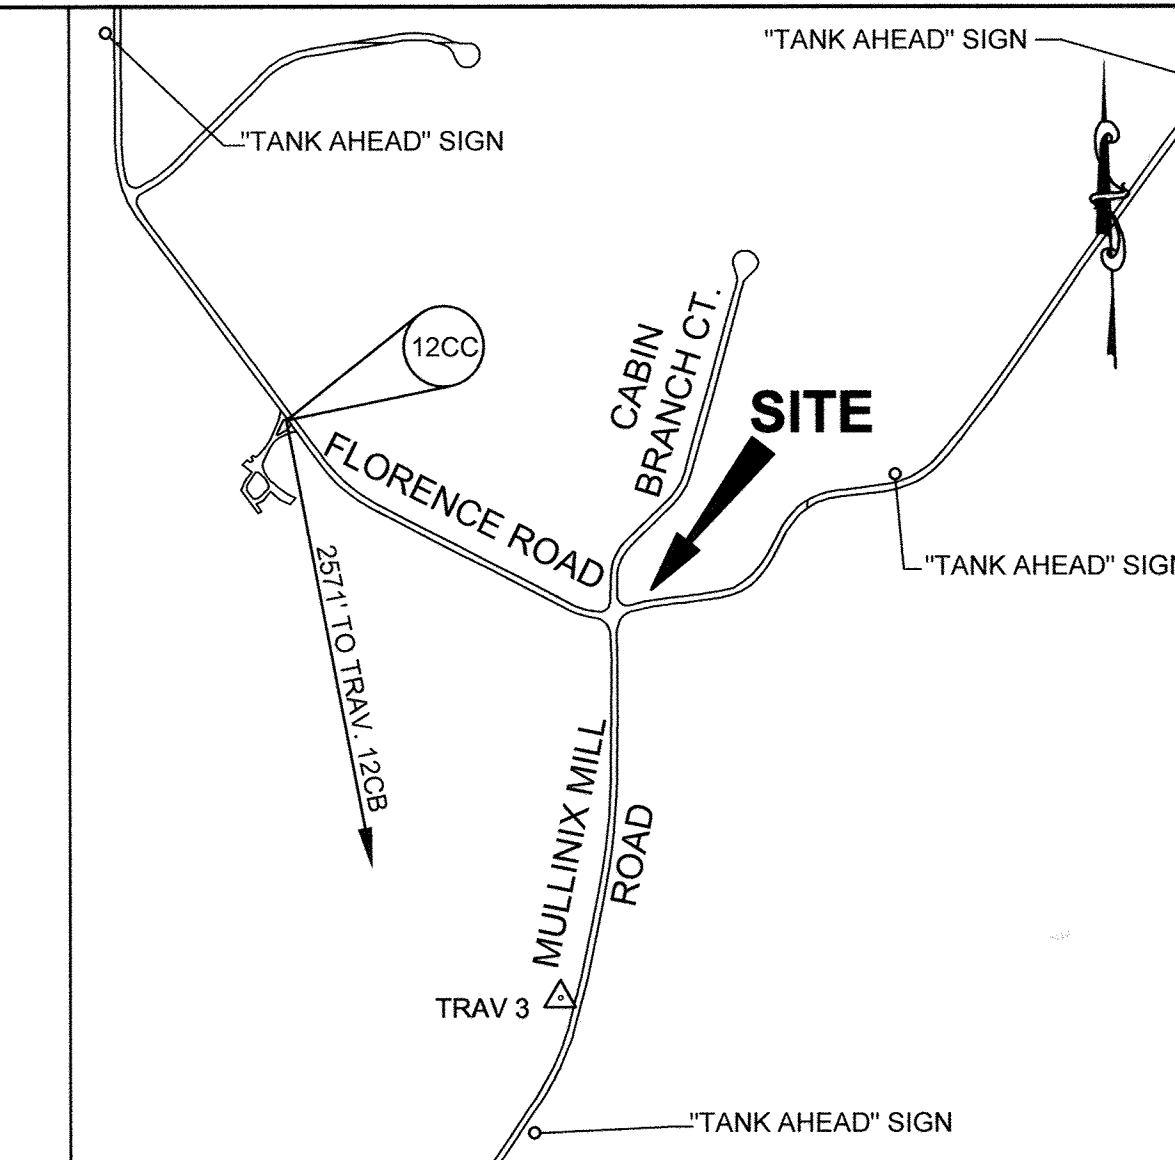 "TANK AHEAD" SIGN
"TANK AHEAD" SIGN
12CC
CABIN
BRANCH CT.
SITE
FLORENCE ROAD
"TANK AHEAD" SIGN
2571' TO TRAV. 12CB
MULLINIX MILL
ROAD
TRAV 3
"TANK AHEAD" SIGN